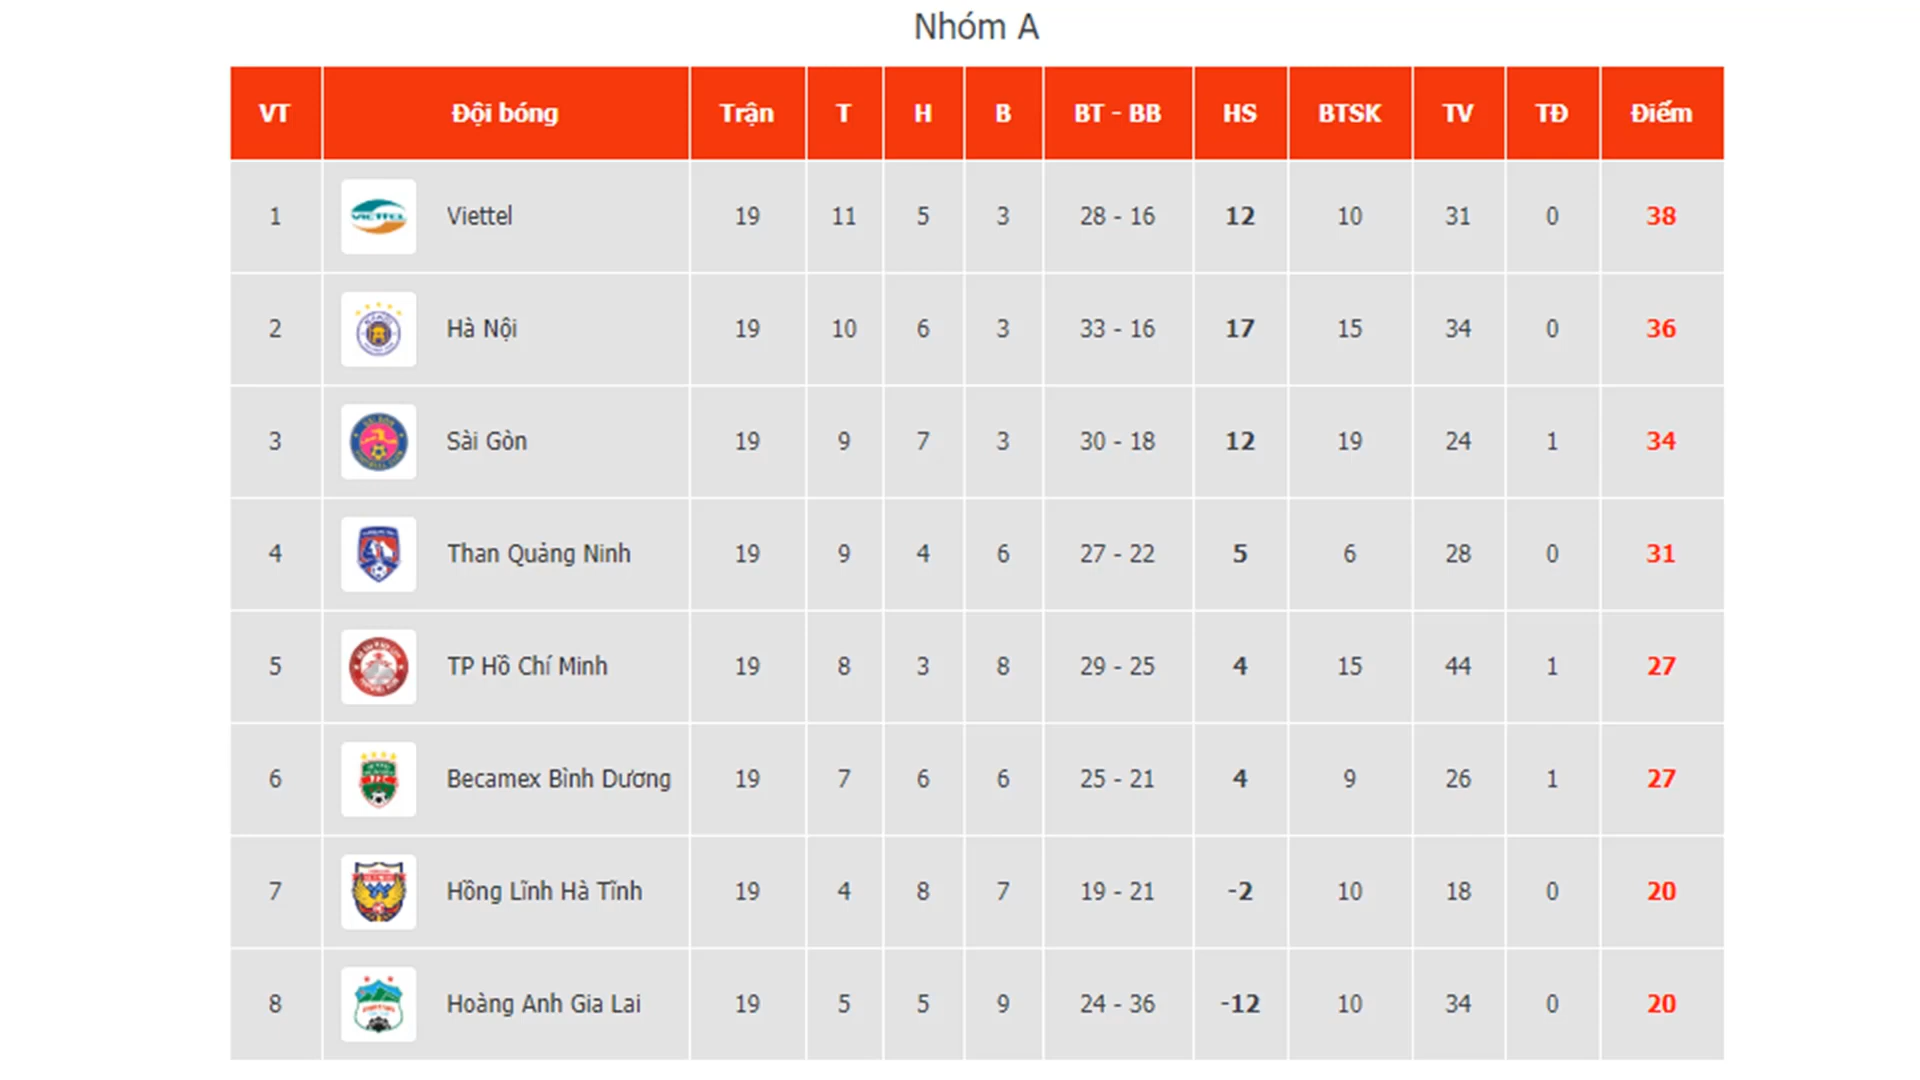 Nhóm A
VT Đội bóng Trận T H B BT - BB HS BTSK TV TĐ Điểm
1 VIETTEL Viettel 19 11 5 3 28 - 16 12 10 31 0 38
2 Hà Nội 19 10 6 3 33 - 16 17 15 34 0 36
3 Sài Gòn 19 9 7 3 30 - 18 12 19 24 1 34
4 Than Quảng Ninh 19 9 4 6 27 - 22 5 6 28 0 31
5 TP Hồ Chí Minh 19 8 3 8 29 - 25 4 15 44 1 27
6 Becamex Bình Dương 19 7 6 6 25 - 21 4 9 26 1 27
7 Hồng Lĩnh Hà Tĩnh 19 4 8 7 19 - 21 -2 10 18 0 20
8 Hoàng Anh Gia Lai 19 5 5 9 24 - 36 -12 10 34 0 20